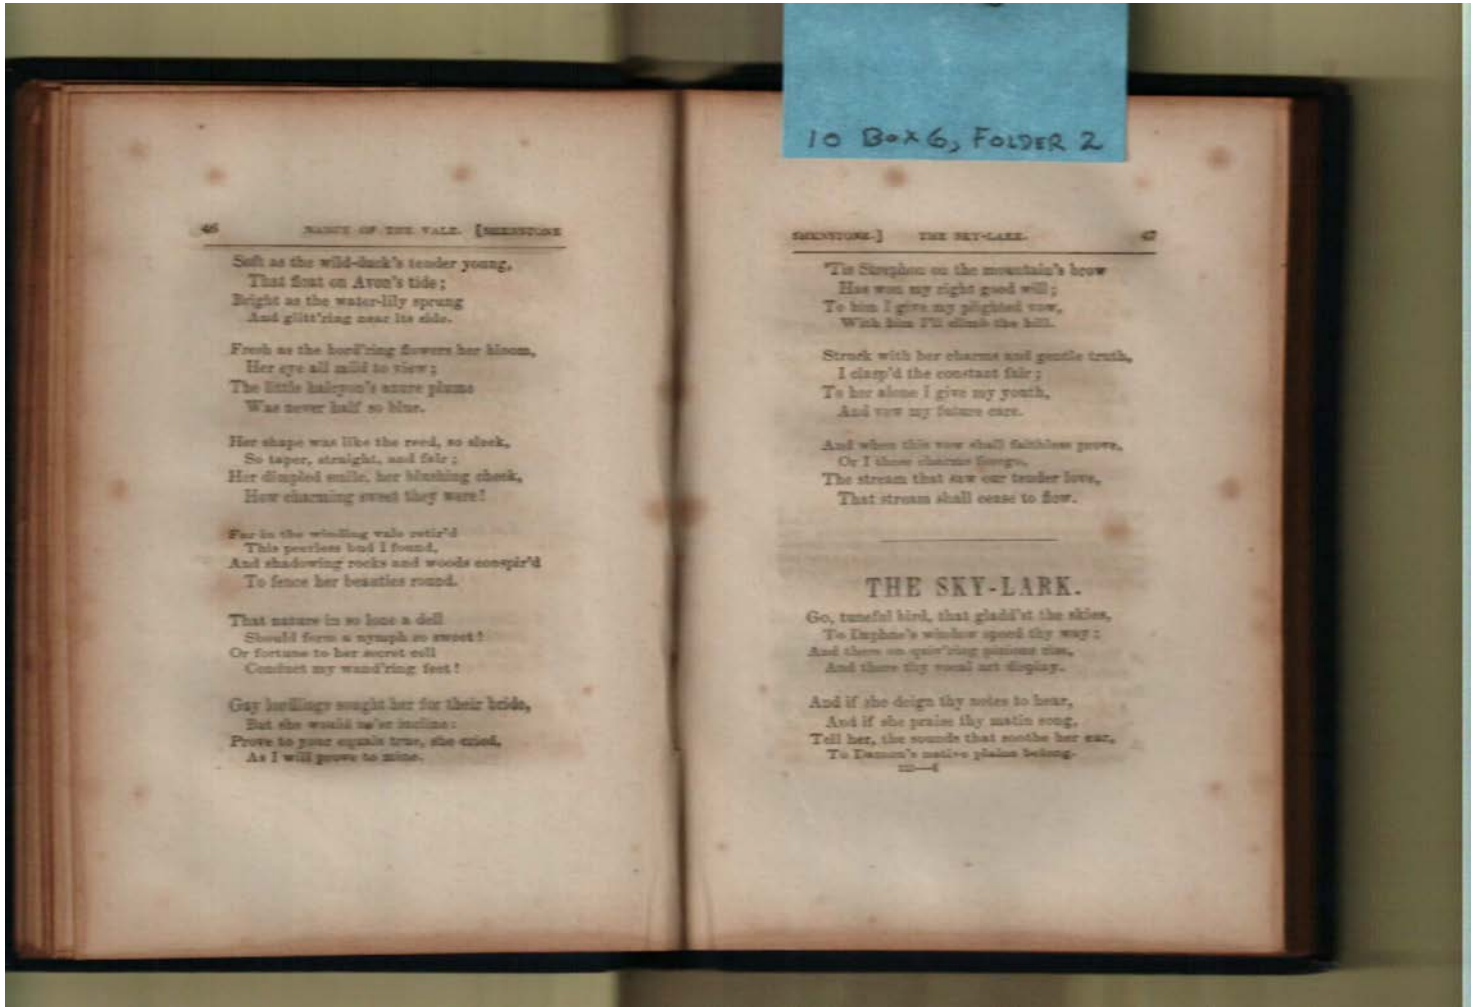 10 Box 6, FOLDER 2
46 NANCY OF THE VALE. [SHENSTONE
Soft as the wild-duck's tender young,
That float on Avon's tide;
Bright as the water-lily sprung
And glitt'ring near its side.
Fresh as the bord'ring flowers her bloom,
Her eye all mild to view;
The little halcyon's azure plume
Was never half so blue.
Her shape was like the reed, so sleek,
So taper, straight, and fair;
Her dimpled smile, her blushing cheek,
How charming sweet they were!
Far in the winding vale retir'd
This peerless bud I found,
And shadowing rocks and woods conspir'd
To fence her beauties round.
That nature in so lone a dell
Should form a nymph so sweet!
Or fortune to her secret cell
Conduct my wand'ring feet!
Gay lordlings sought her for their bride,
But she would ne'er incline:
Prove to your equals true, she cried,
As I will prove to mine.
SHENSTONE.] THE SKY-LARK. 47
'Tis Strephon on the mountain's brow
Has won my right good will;
To him I give my plighted vow,
With him I'll climb the hill.
Struck with her charms and gentle truth,
I clasp'd the constant fair;
To her alone I give my youth,
And vow my future care.
And when this vow shall faithless prove,
Or I those charms forego,
The stream that saw our tender love,
That stream shall cease to flow.
THE SKY-LARK.
Go, tuneful bird, that gladd'st the skies,
To Daphne's window speed thy way;
And there on quiv'ring pinions rise,
And there thy vocal art display.
And if she deign thy notes to hear,
And if she praise thy matin song,
Tell her, the sounds that soothe her ear,
To Damon's native plains belong.